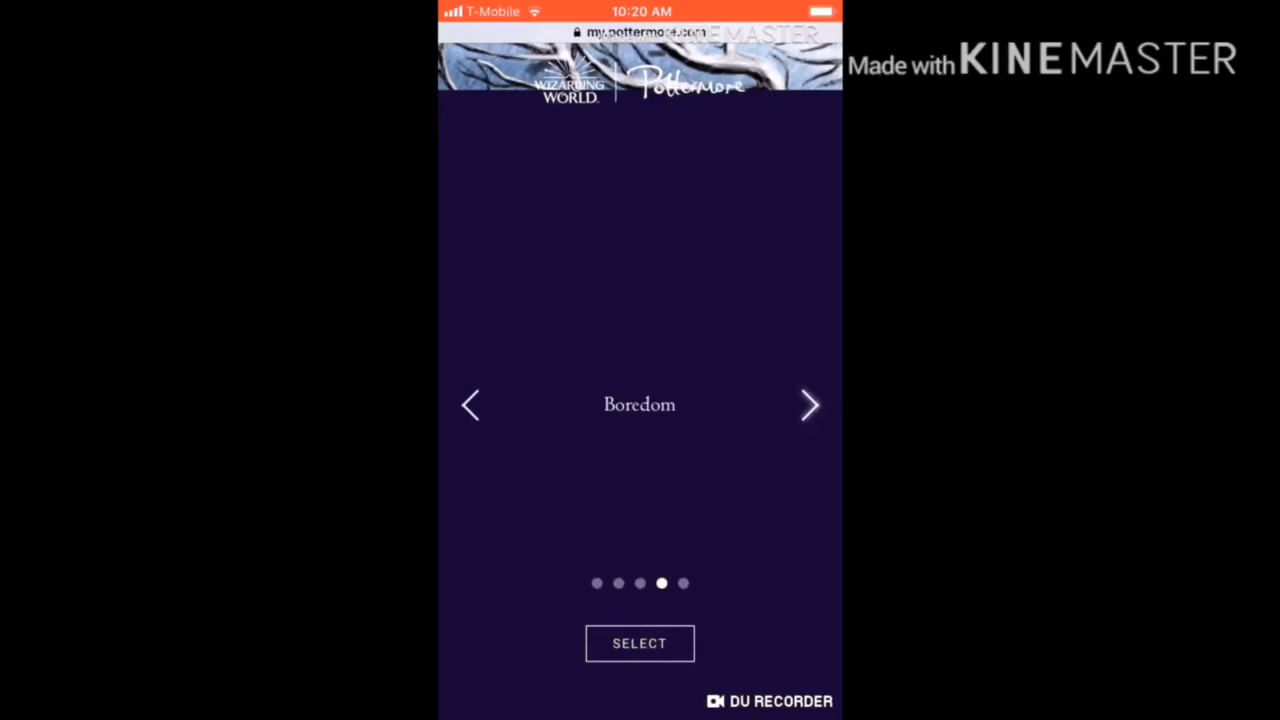 T-Mobile 10:20 AM
my.pottermore.com
Made with KINEMASTER
WIZARDING
WORLD.
Pottermore
Boredom
SELECT
DU RECORDER